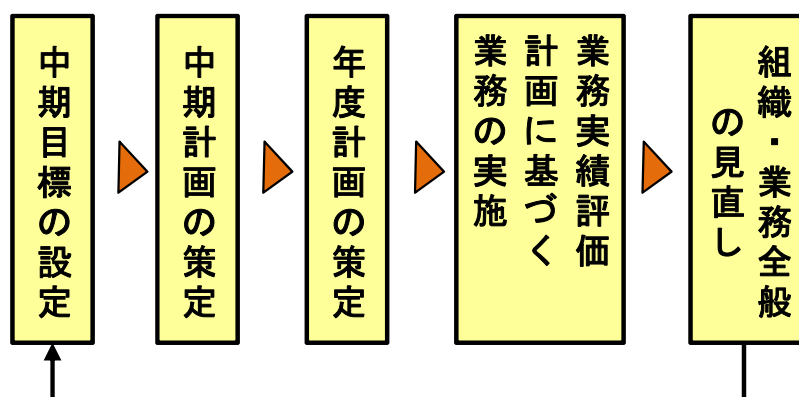 中期目標の設定
中期計画の策定
年度計画の策定
業務実績評価
計画に基づく
業務の実施
組織・業務全般
の見直し